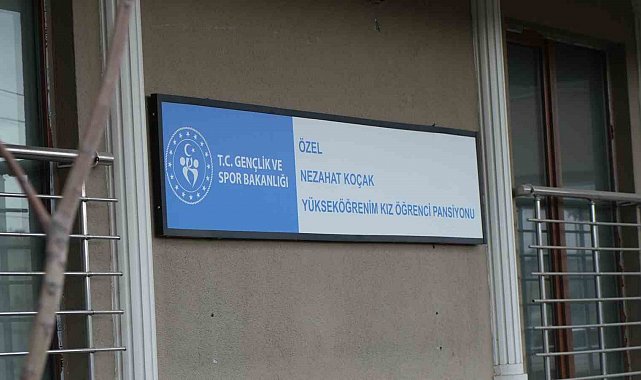 T.C. GENÇLİK VE
SPOR BAKANLIĞI
ÖZEL
NEZAHAT KOÇAK
YÜKSEKÖĞRENİM KIZ ÖĞRENCİ PANSİYONU